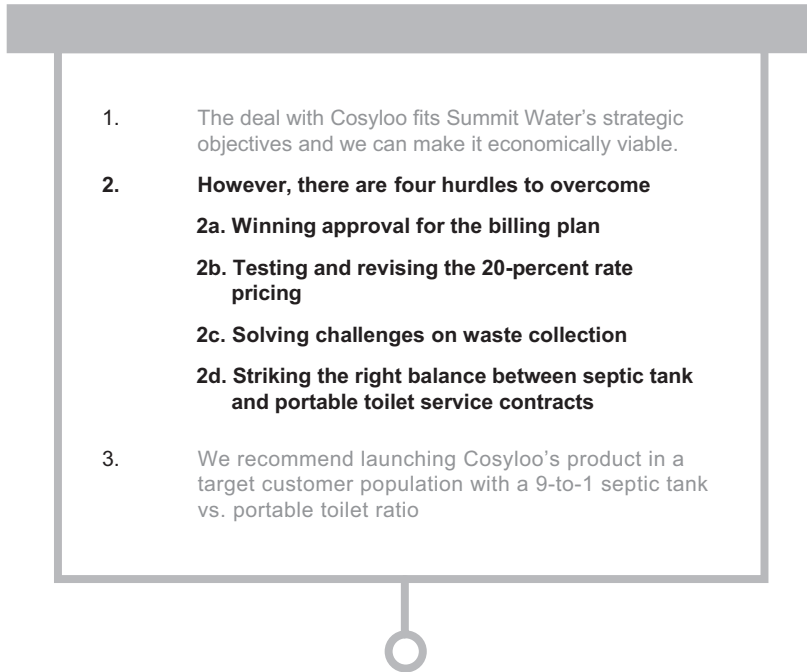 1. The deal with Cosyloo fits Summit Water's strategic
objectives and we can make it economically viable.
2. However, there are four hurdles to overcome
2a. Winning approval for the billing plan
2b. Testing and revising the 20-percent rate
pricing
2c. Solving challenges on waste collection
2d. Striking the right balance between septic tank
and portable toilet service contracts
3. We recommend launching Cosyloo's product in a
target customer population with a 9-to-1 septic tank
vs. portable toilet ratio